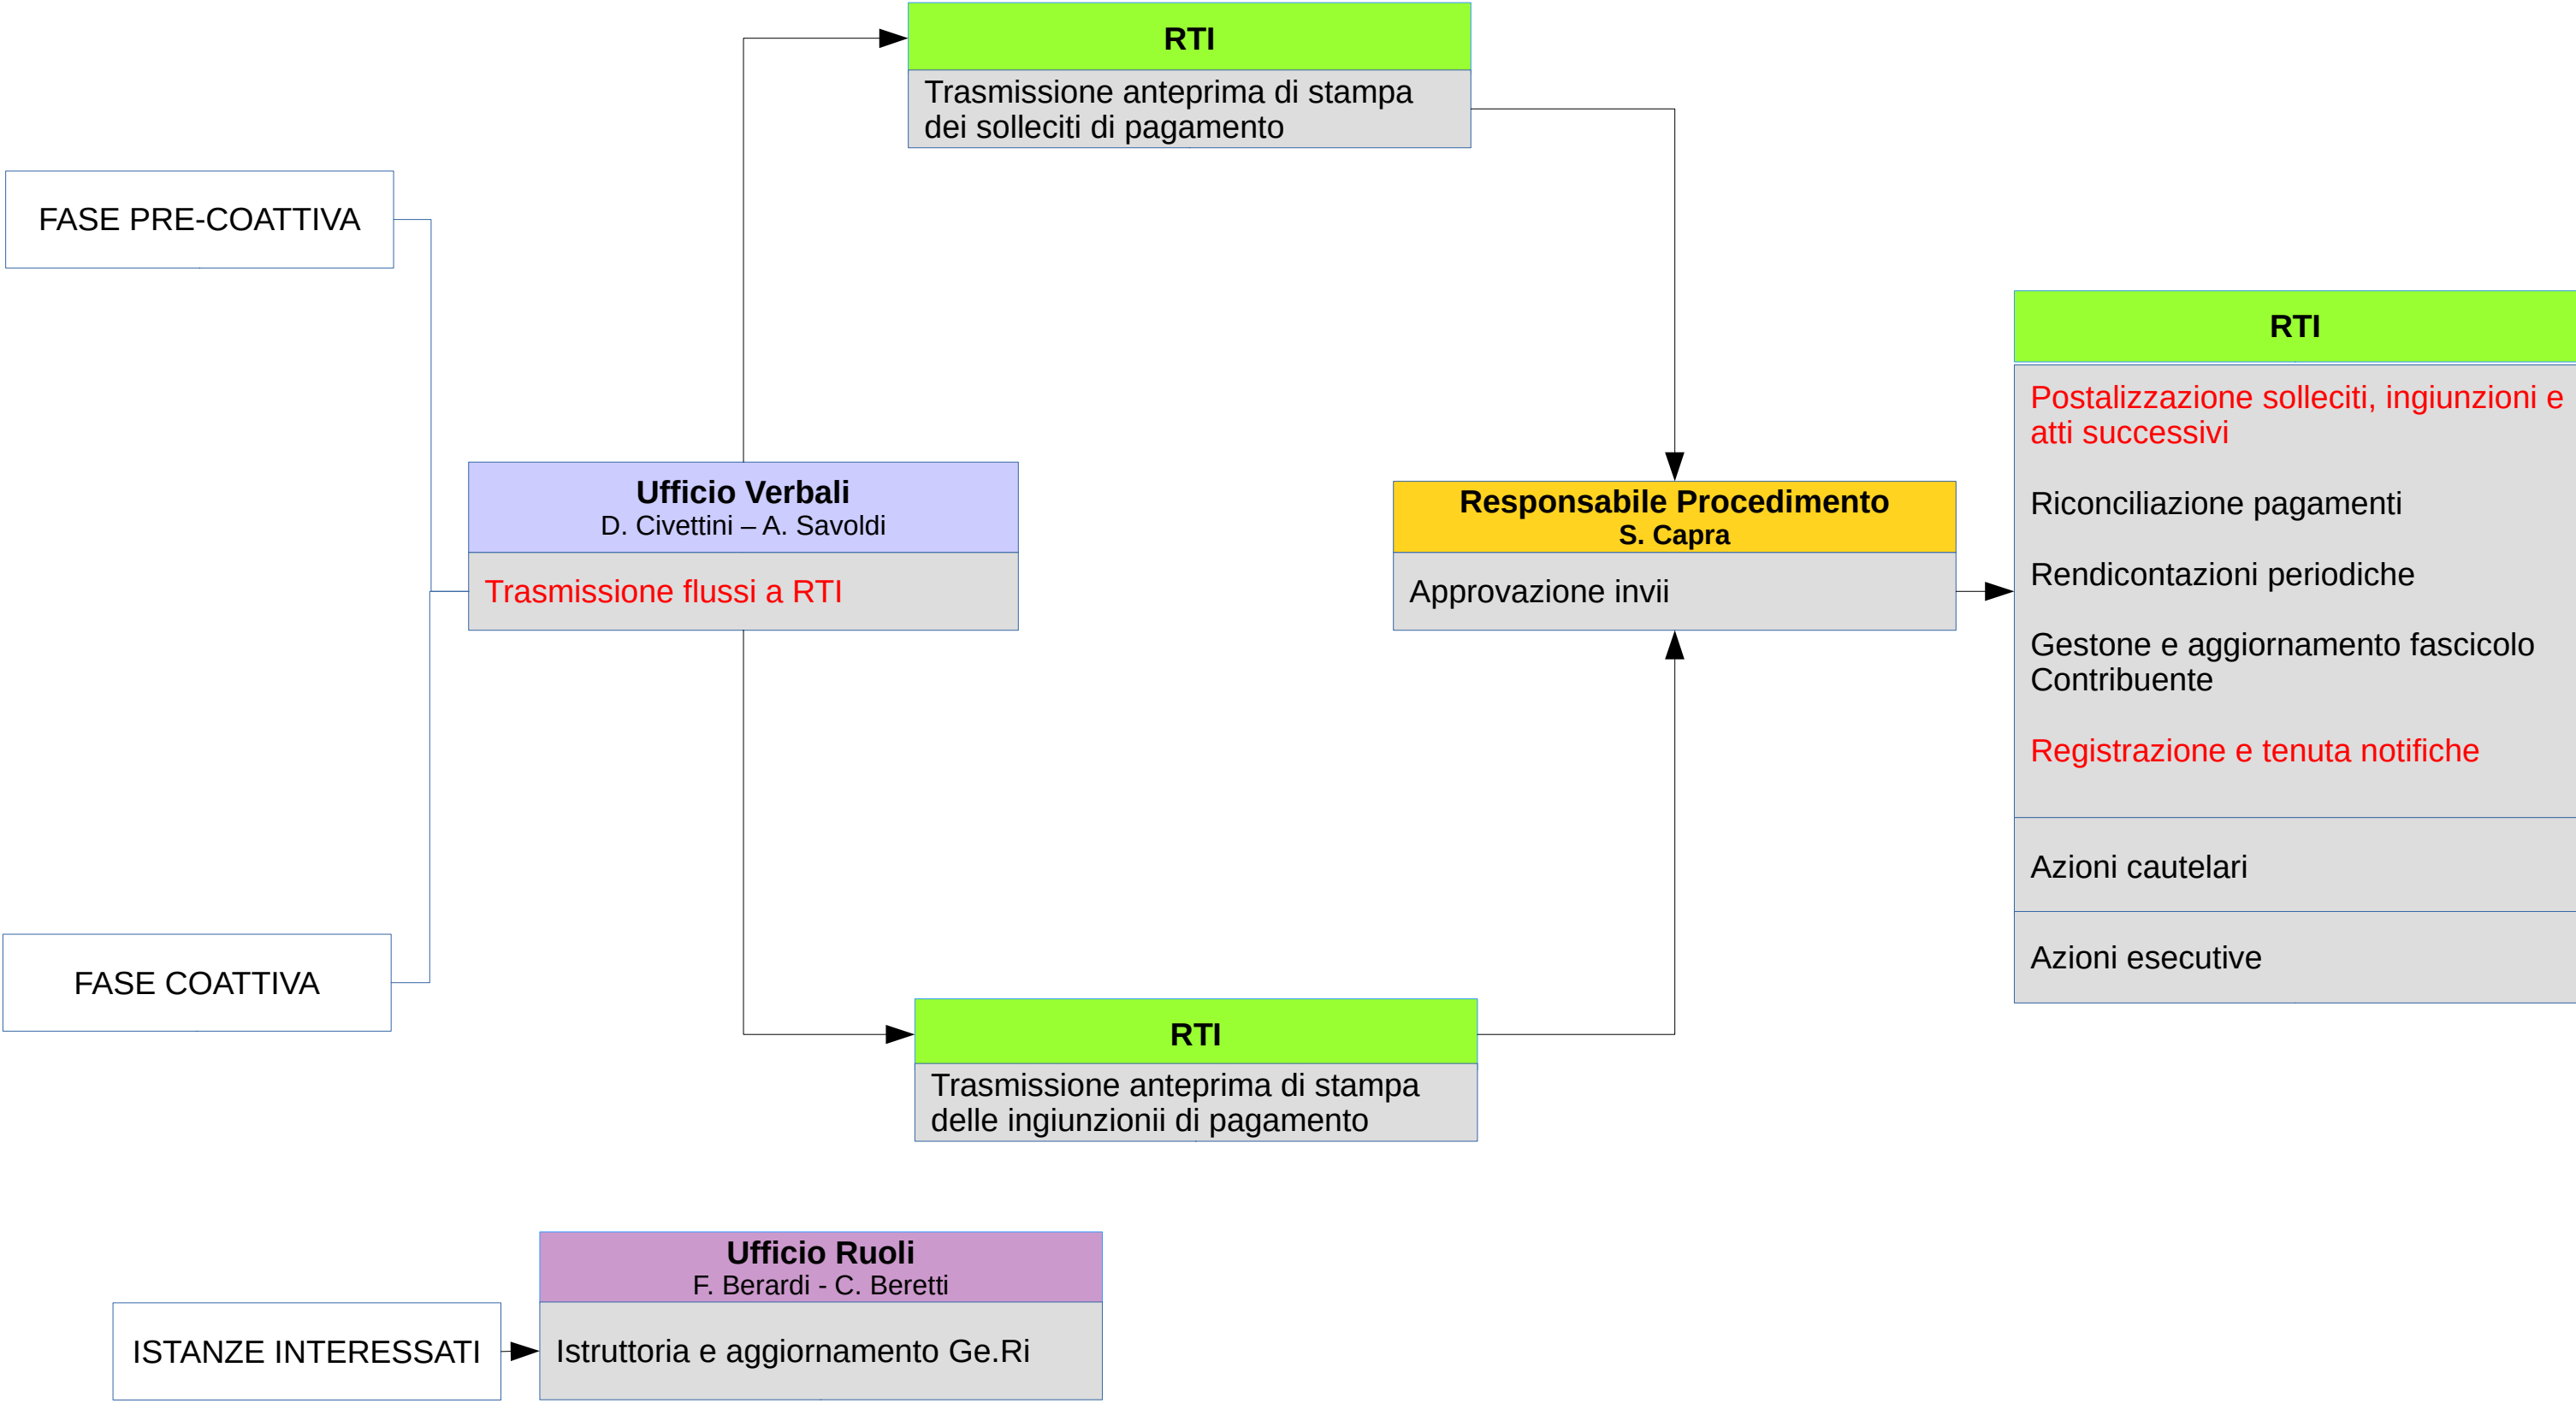 RTI
Trasmissione anteprima di stampa
dei solleciti di pagamento
FASE PRE-COATTIVA
Ufficio Verbali
D. Civettini – A. Savoldi
Trasmissione flussi a RTI
Responsabile Procedimento
S. Capra
Approvazione invii
RTI
Postalizzazione solleciti, ingiunzioni e
atti successivi
Riconciliazione pagamenti
Rendicontazioni periodiche
Gestone e aggiornamento fascicolo
Contribuente
Registrazione e tenuta notifiche
Azioni cautelari
Azioni esecutive
FASE COATTIVA
RTI
Trasmissione anteprima di stampa
delle ingiunzionii di pagamento
Ufficio Ruoli
F. Berardi - C. Beretti
ISTANZE INTERESSATI
Istruttoria e aggiornamento Ge.Ri